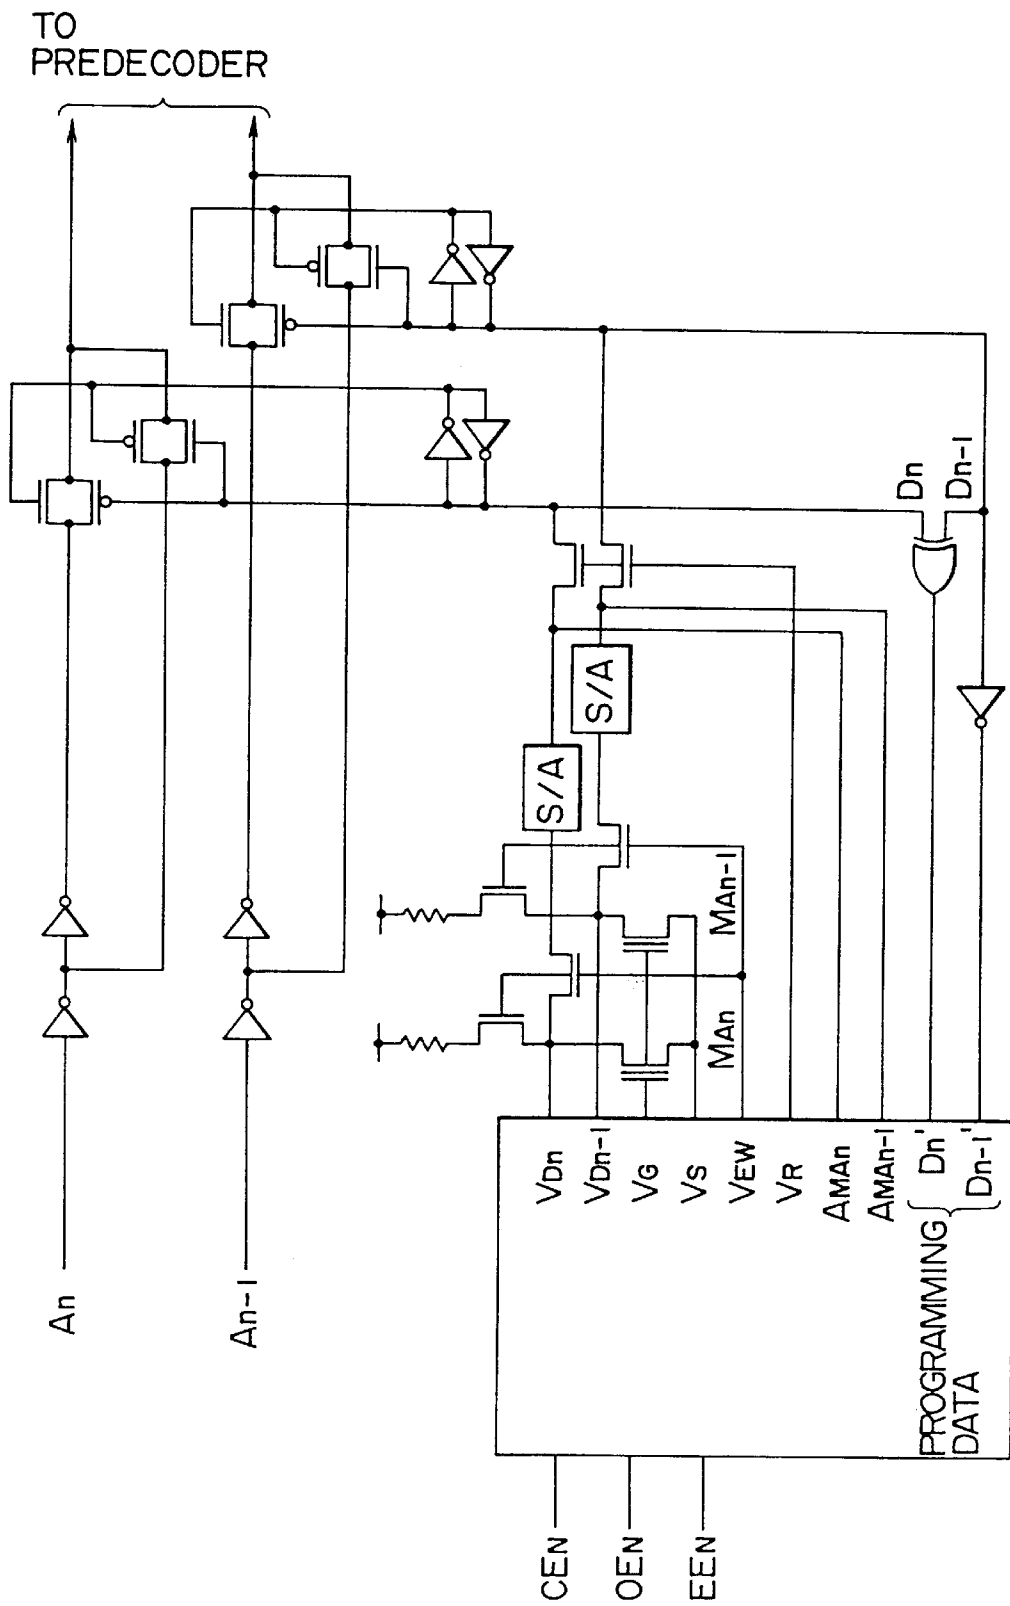 TO
PREDECODER
An
An-1
S/A
S/A
MAn
MAn-1
Dn
Dn-1
VDn
VDn-1
VG
VS
VEW
VR
AMAn
AMAn-1
Dn'
Dn-1'
PROGRAMMING
DATA
CEN
OEN
EEN